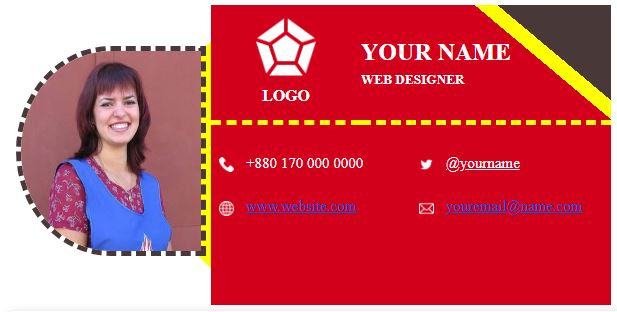 YOUR NAME
WEB DESIGNER
LOGO
+880 170 000 0000
@yourname
www.website.com
youremail@name.com